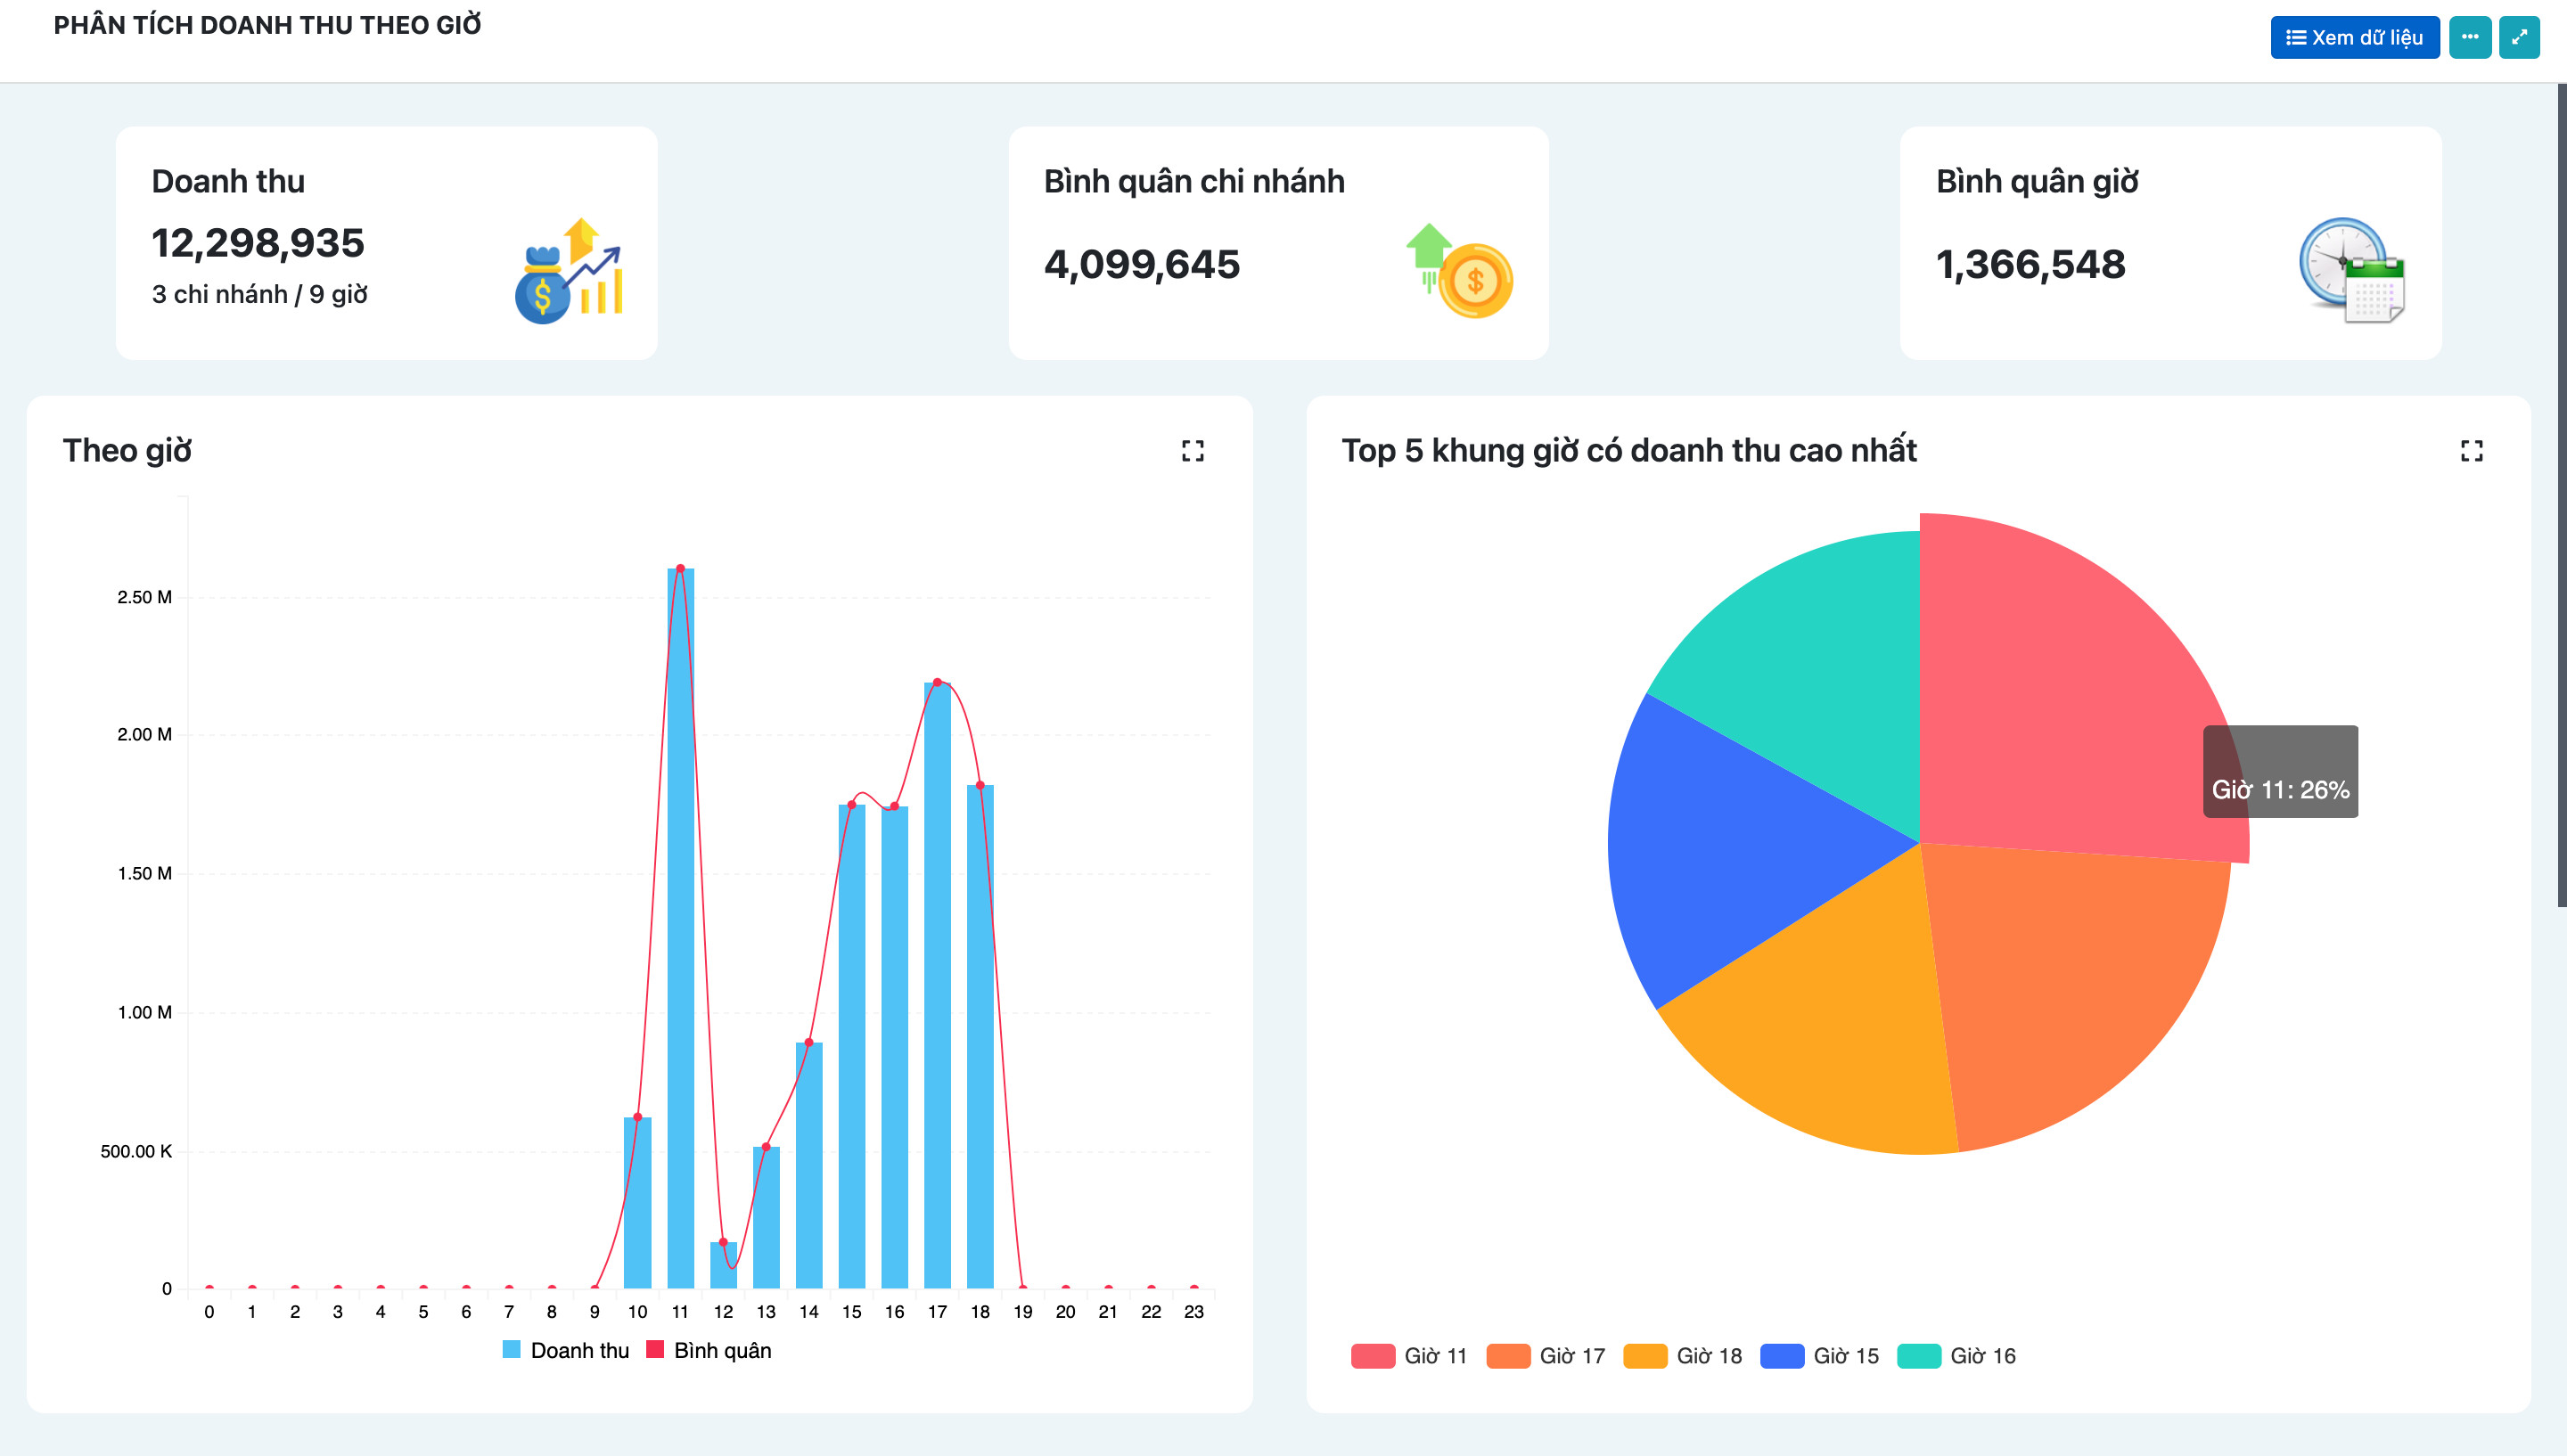 PHÂN TÍCH DOANH THU THEO GIỜ
Xem dữ liệu
Doanh thu
12,298,935
3 chi nhánh / 9 giờ
Bình quân chi nhánh
4,099,645
Bình quân giờ
1,366,548
Theo giờ
2.50 M
2.00 M
1.50 M
1.00 M
500.00 K
0
0 1 2 3 4 5 6 7 8 9 10 11 12 13 14 15 16 17 18 19 20 21 22 23
Doanh thu Bình quân
Top 5 khung giờ có doanh thu cao nhất
Giờ 11: 26%
Giờ 11 Giờ 17 Giờ 18 Giờ 15 Giờ 16